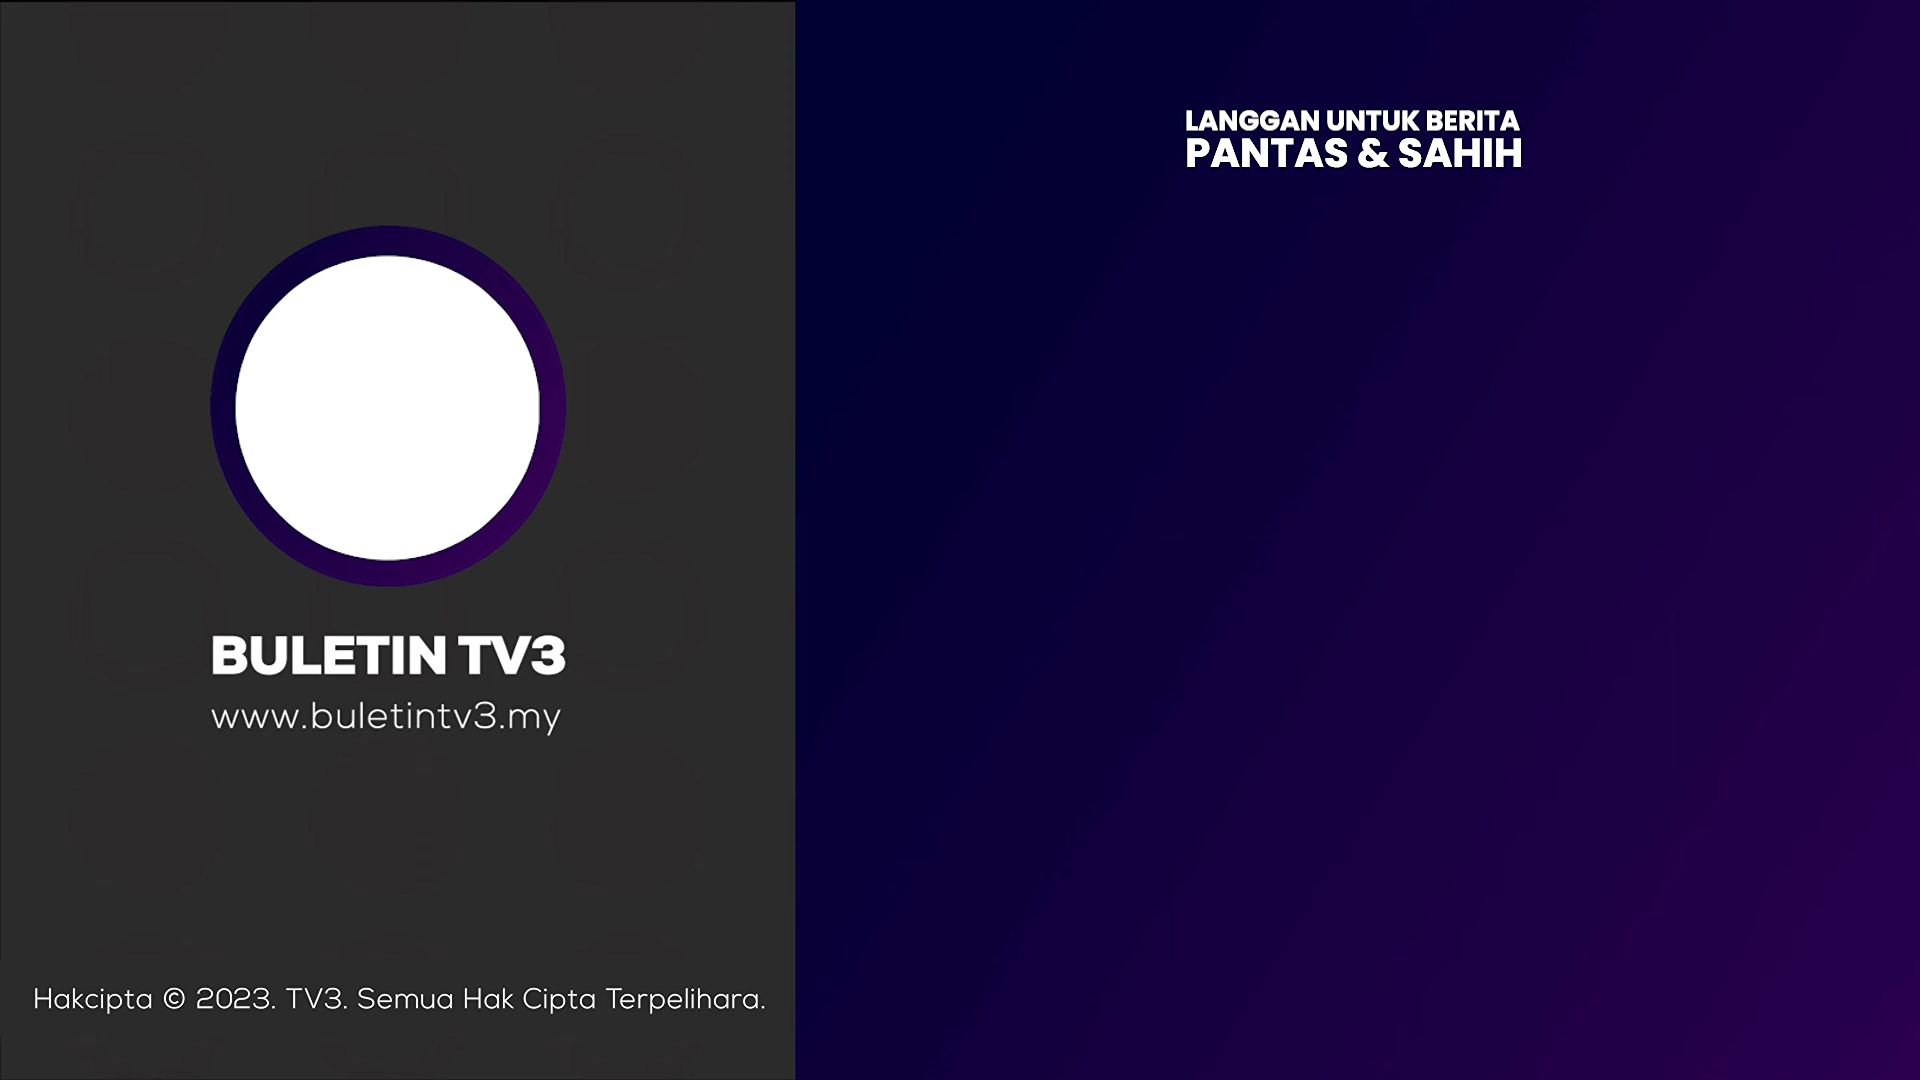 LANGGAN UNTUK BERITA
PANTAS & SAHIH
BULETIN TV3
www.buletintv3.my
Hakcipta © 2023. TV3. Semua Hak Cipta Terpelihara.